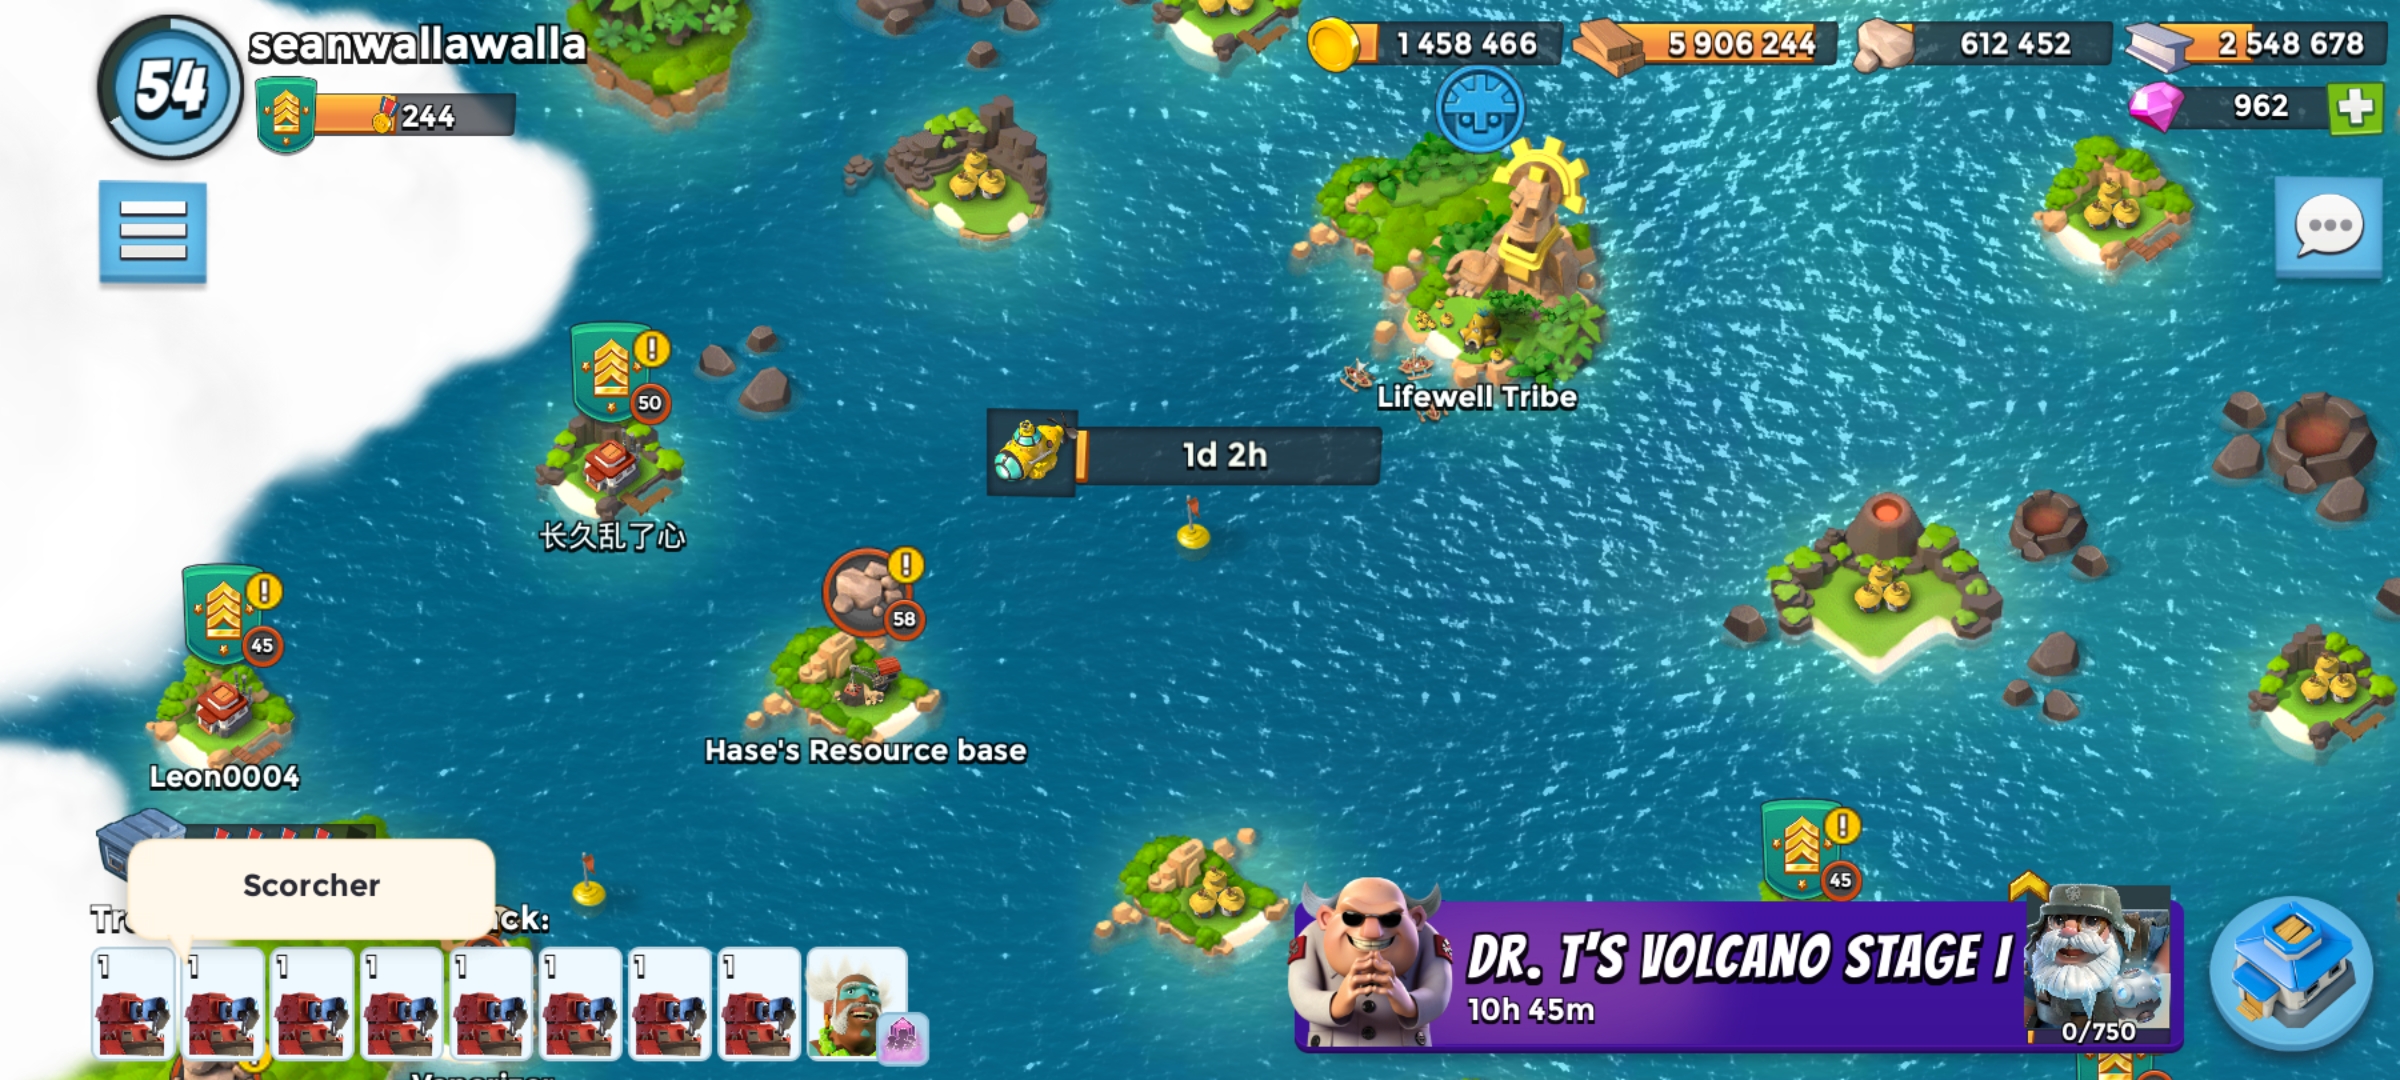 54
seanwallawalla
244
1 458 466
5 906 244
612 452
2 548 678
962
Lifewell Tribe
50
长久乱了心
1d 2h
45
Leon0004
58
Hase's Resource base
45
Scorcher
ck:
1 1 1 1 1 1 1 1
DR. T'S VOLCANO STAGE I
10h 45m
0/750